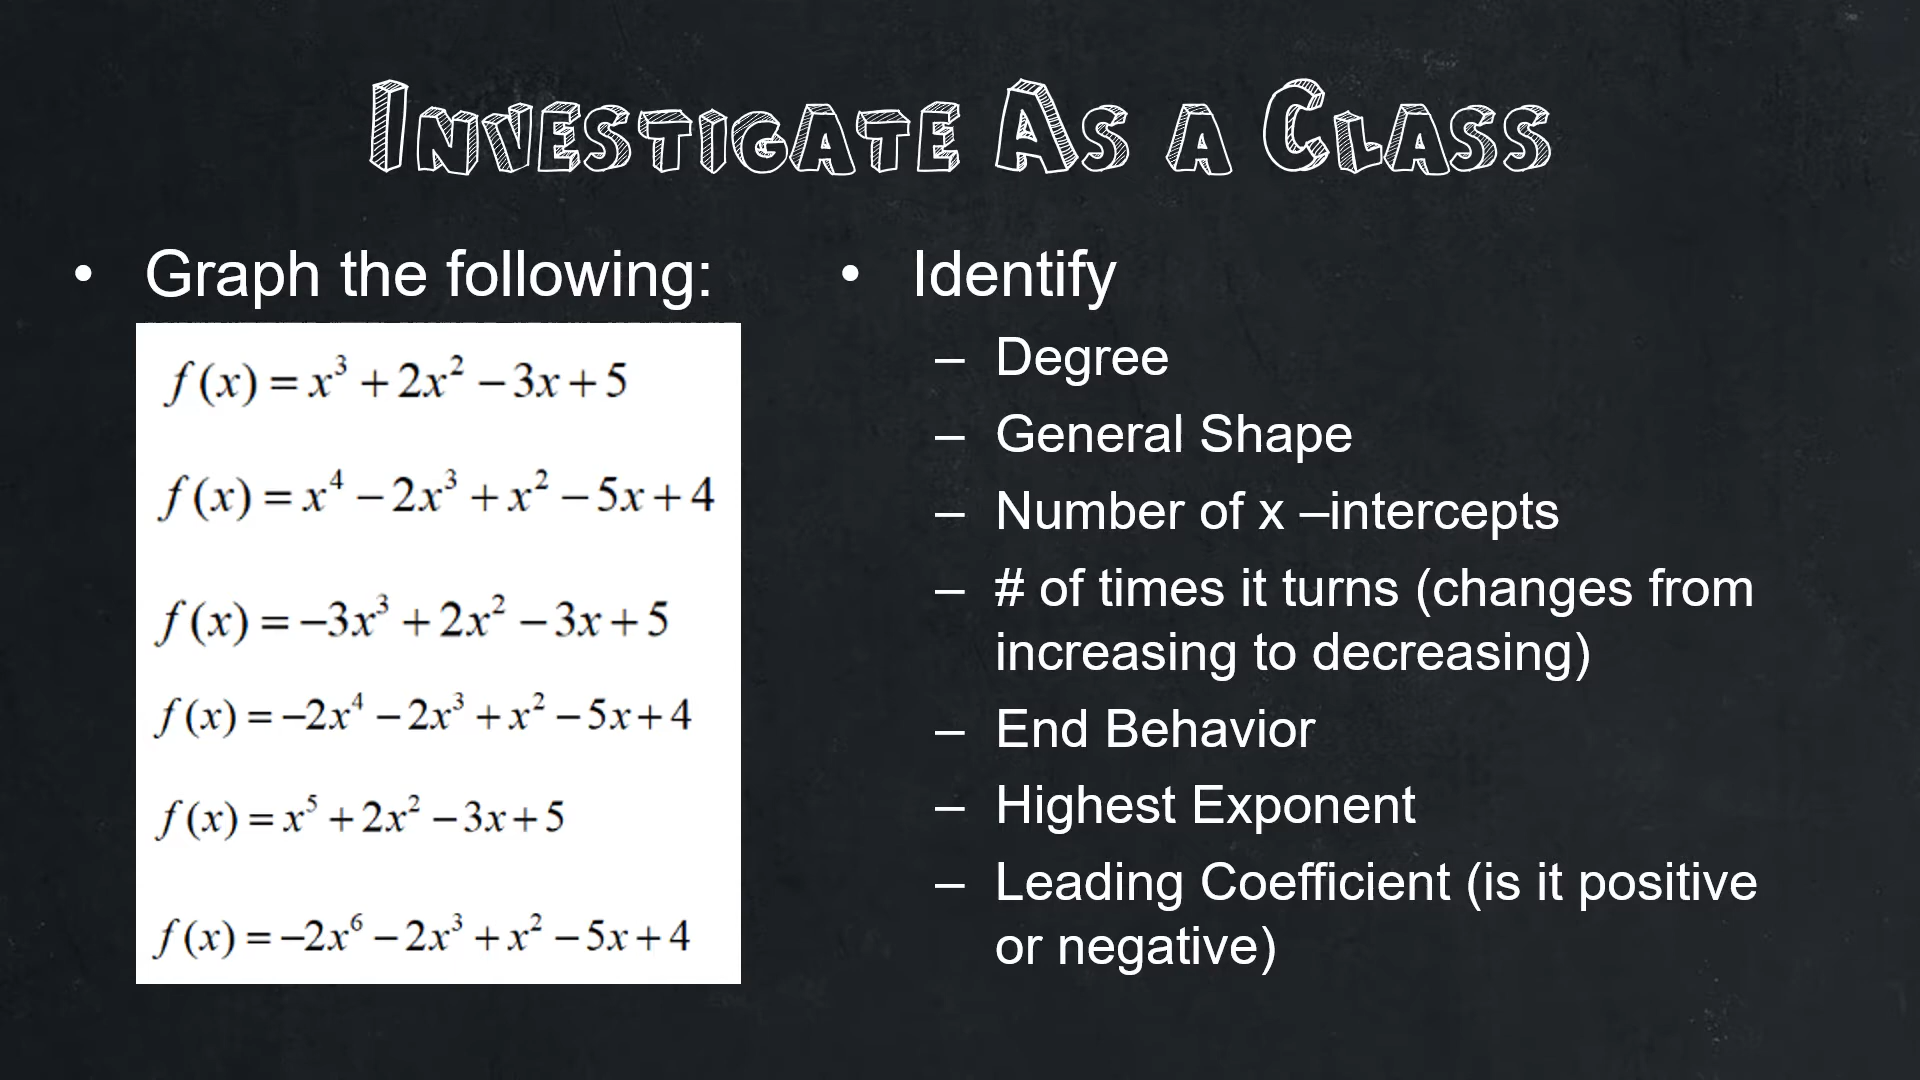 Investigate As a Class
• Graph the following:
f(x) = x³ + 2x² − 3x + 5
f(x) = x⁴ − 2x³ + x² − 5x + 4
f(x) = −3x³ + 2x² − 3x + 5
f(x) = −2x⁴ − 2x³ + x² − 5x + 4
f(x) = x⁵ + 2x² − 3x + 5
f(x) = −2x⁶ − 2x³ + x² − 5x + 4
• Identify
– Degree
– General Shape
– Number of x –intercepts
– # of times it turns (changes from
increasing to decreasing)
– End Behavior
– Highest Exponent
– Leading Coefficient (is it positive
or negative)